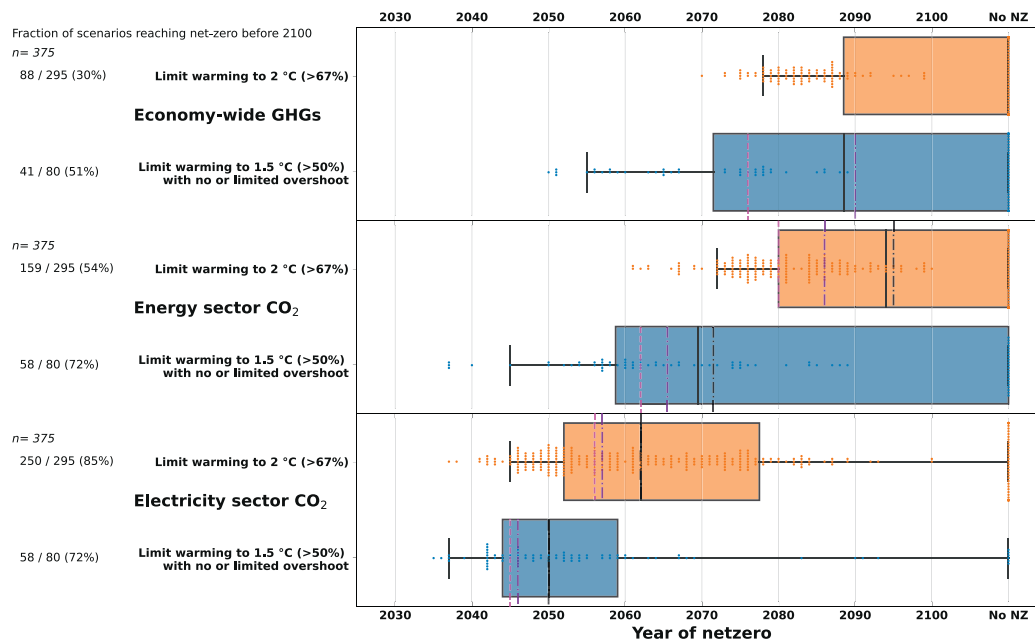 2030 2040 2050 2060 2070 2080 2090 2100 No NZ
Fraction of scenarios reaching net-zero before 2100
n= 375
88 / 295 (30%) Limit warming to 2 °C (>67%)
Economy-wide GHGs
41 / 80 (51%) Limit warming to 1.5 °C (>50%)
with no or limited overshoot
n= 375
159 / 295 (54%) Limit warming to 2 °C (>67%)
Energy sector CO₂
58 / 80 (72%) Limit warming to 1.5 °C (>50%)
with no or limited overshoot
n= 375
250 / 295 (85%) Limit warming to 2 °C (>67%)
Electricity sector CO₂
58 / 80 (72%) Limit warming to 1.5 °C (>50%)
with no or limited overshoot
2030 2040 2050 2060 2070 2080 2090 2100 No NZ
Year of netzero